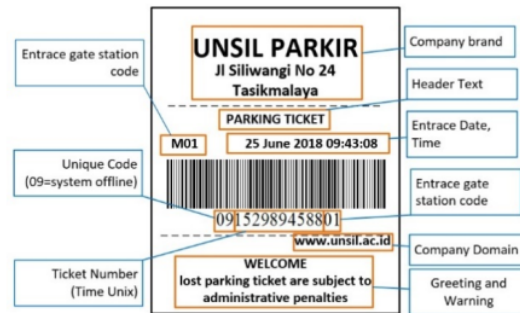 UNSIL PARKIR
Jl Siliwangi No 24
Tasikmalaya
PARKING TICKET
M01 25 June 2018 09:43:08
09152989458801
www.unsil.ac.id
WELCOME
lost parking ticket are subject to
administrative penalties
Entrace gate station
code
Unique Code
(09=system offline)
Ticket Number
(Time Unix)
Company brand
Header Text
Entrace Date,
Time
Entrace gate
station code
Company Domain
Greeting and
Warning